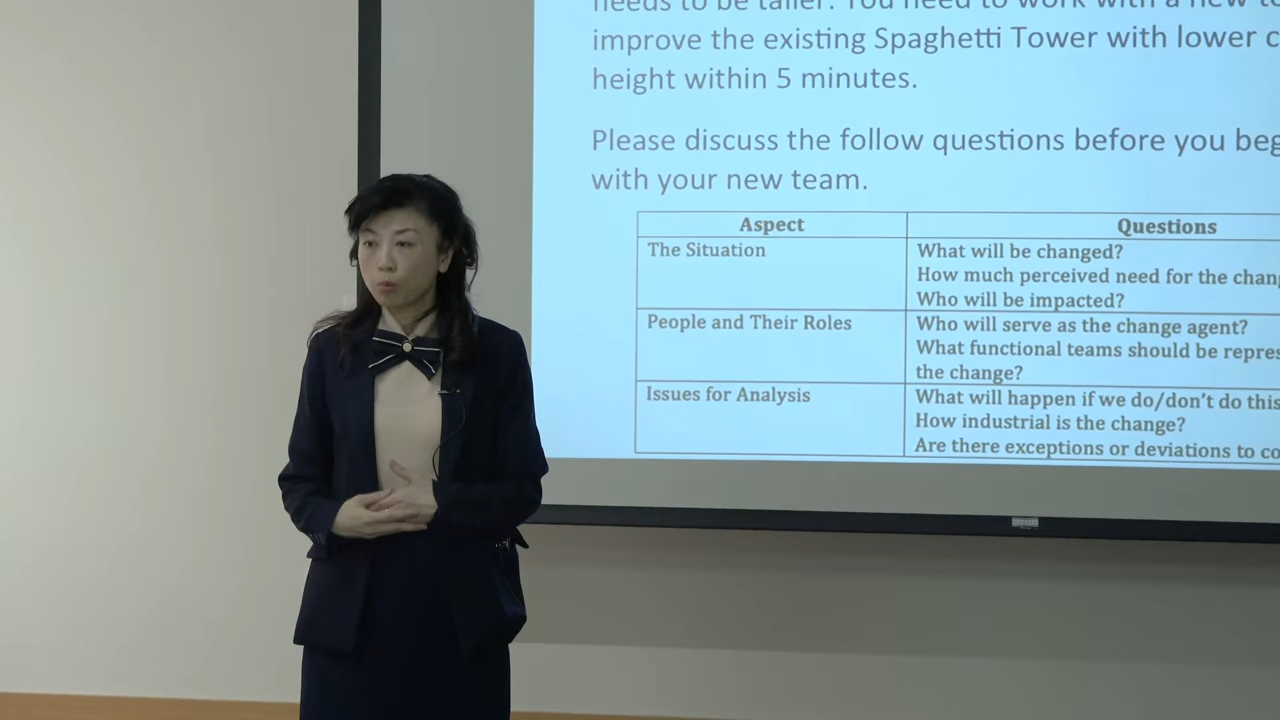 needs to be taller. You need to work with a new
improve the existing Spaghetti Tower with lower
height within 5 minutes.
Please discuss the follow questions before you
with your new team.
Aspect Questions
The Situation What will be changed?
How much perceived need for the
Who will be impacted?
People and Their Roles Who will serve as the change agent?
What functional teams should be
the change?
Issues for Analysis What will happen if we do/don't do this
How industrial is the change?
Are there exceptions or deviations to